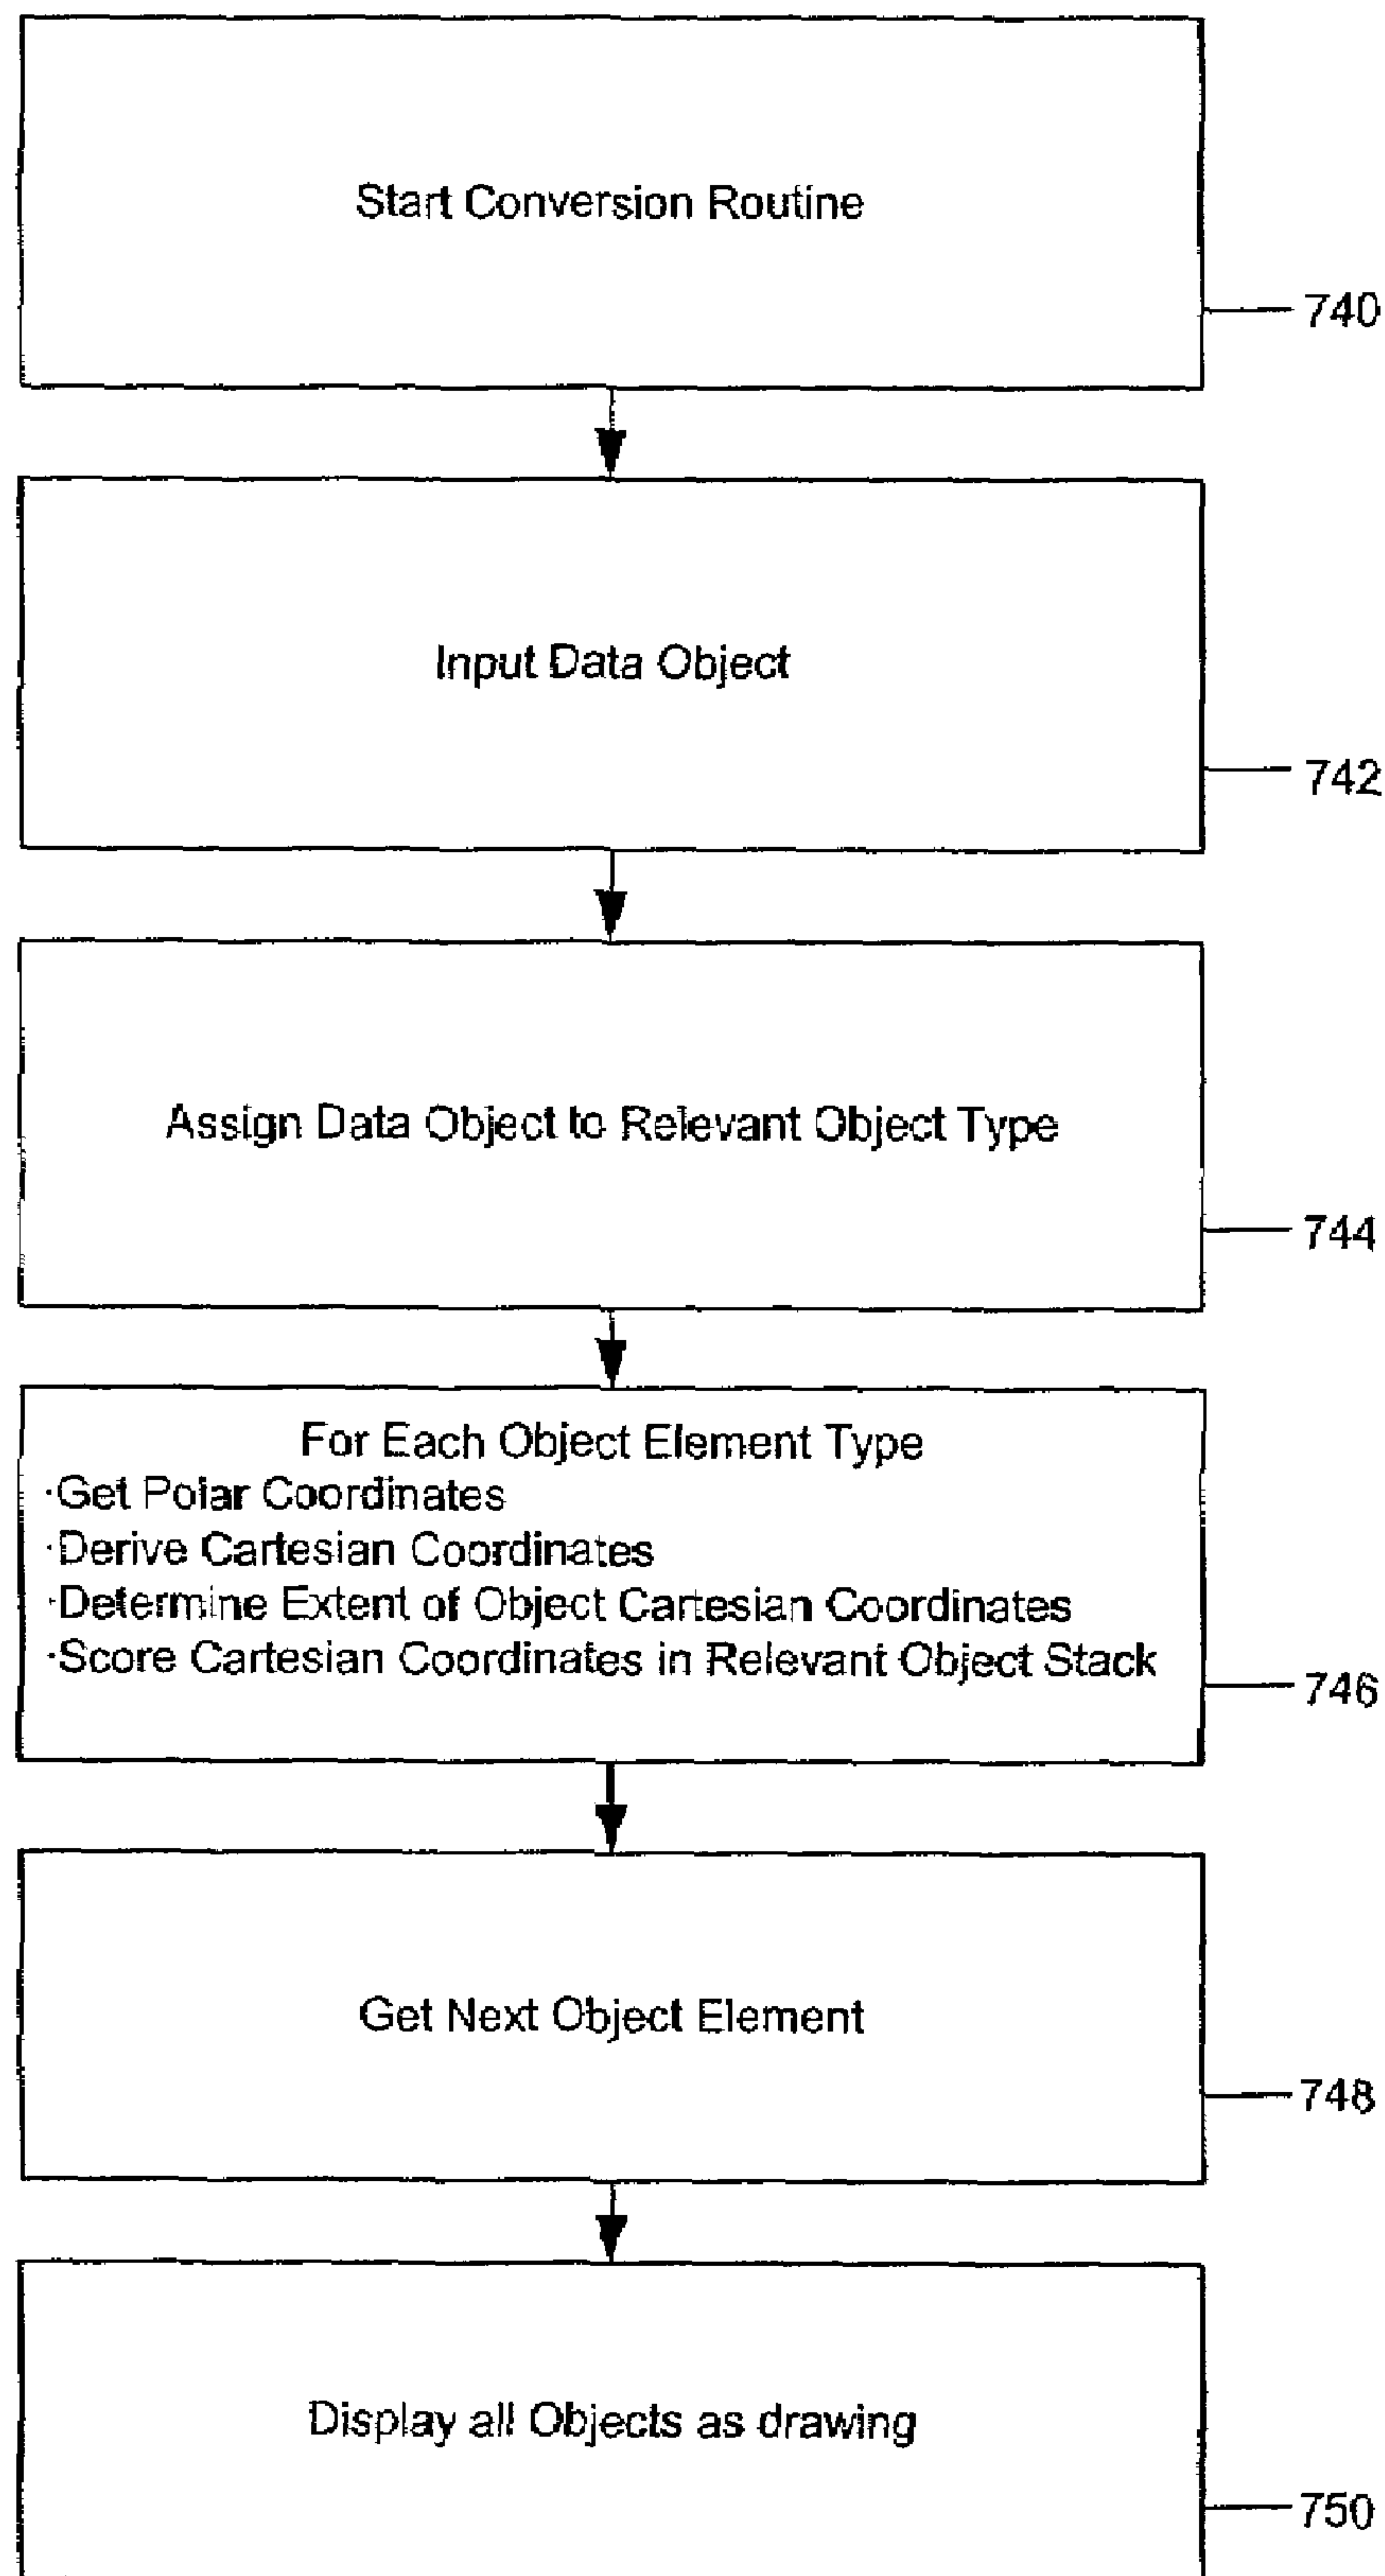 Start Conversion Routine
740
Input Data Object
742
Assign Data Object to Relevant Object Type
744
For Each Object Element Type
·Get Polar Coordinates
·Derive Cartesian Coordinates
·Determine Extent of Object Cartesian Coordinates
·Score Cartesian Coordinates in Relevant Object Stack
746
Get Next Object Element
748
Display all Objects as drawing
750